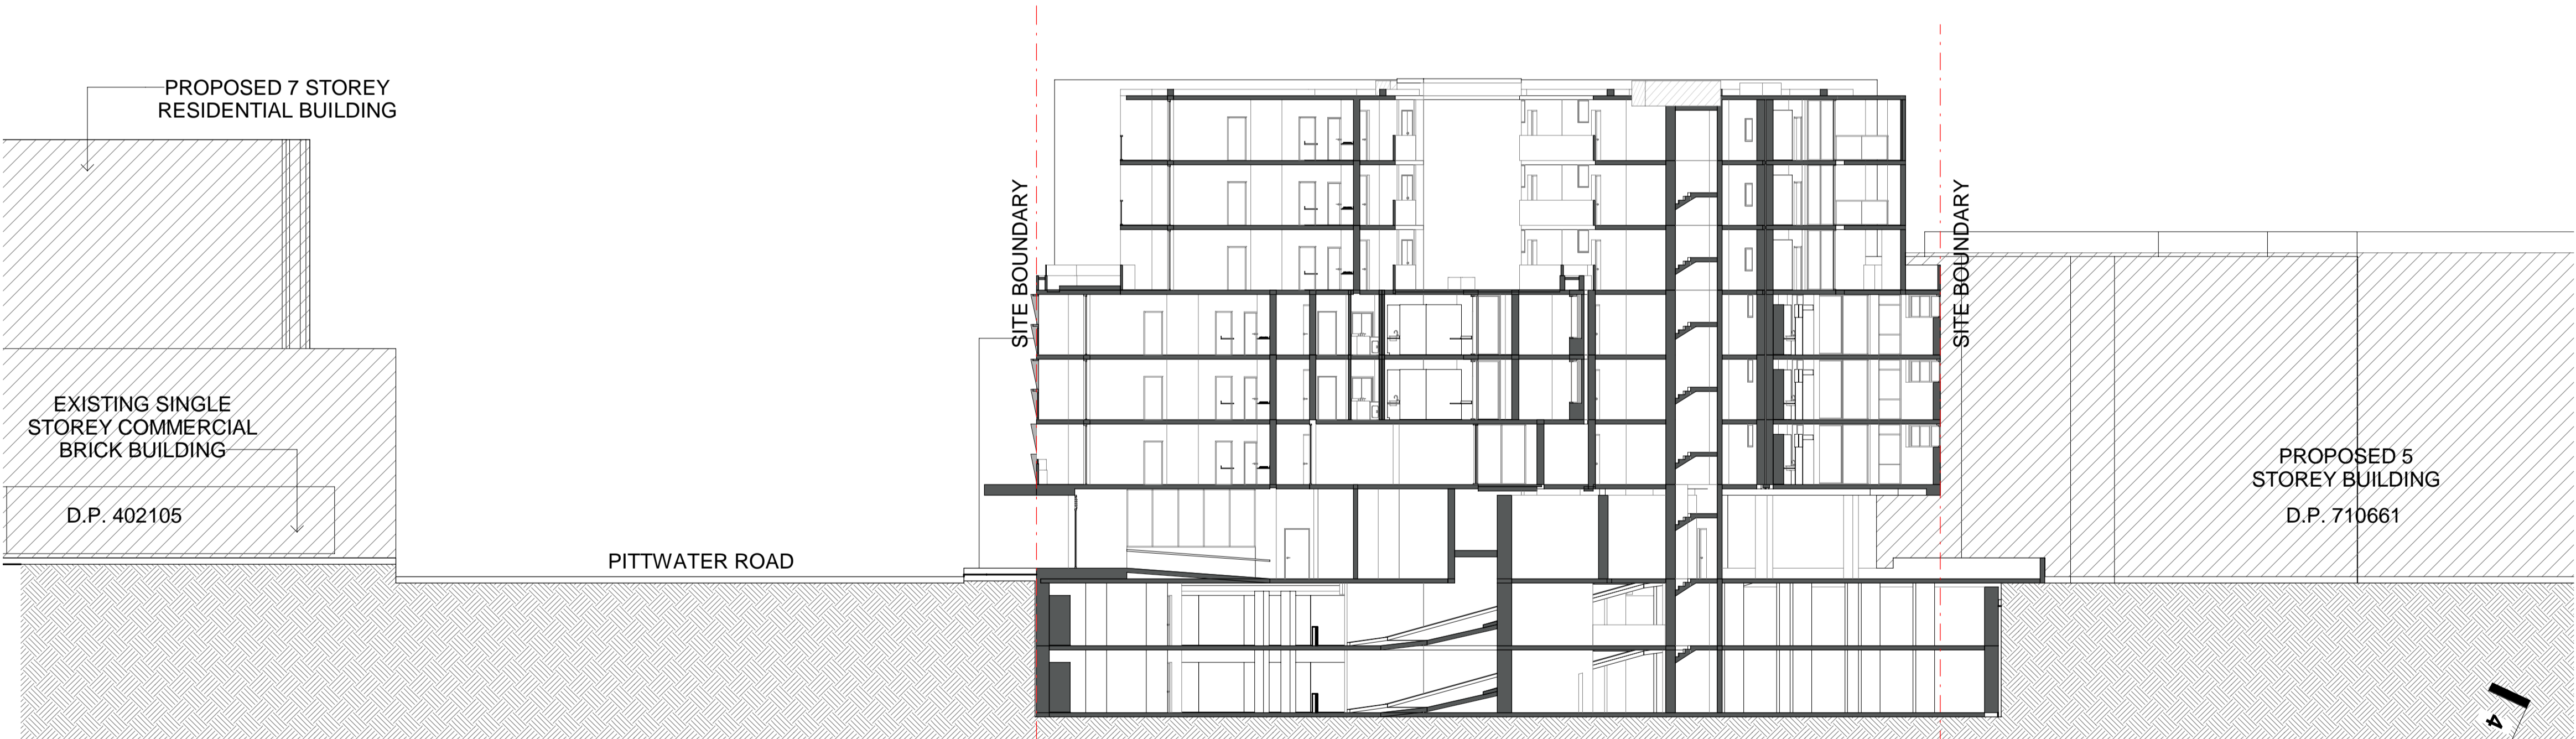 PROPOSED 7 STOREY
RESIDENTIAL BUILDING
EXISTING SINGLE
STOREY COMMERCIAL
BRICK BUILDING
D.P. 402105
PITTWATER ROAD
SITE BOUNDARY
SITE BOUNDARY
PROPOSED 5
STOREY BUILDING
D.P. 710661
4